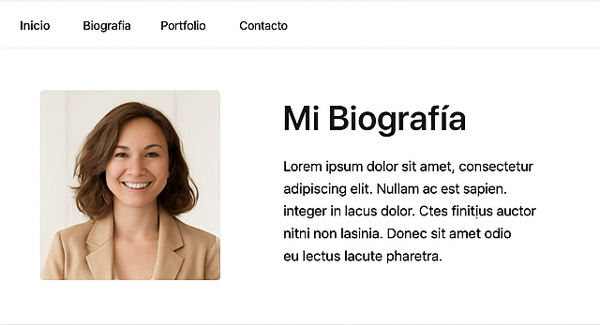 Inicio Biografia Portfolio Contacto
Mi Biografía
Lorem ipsum dolor sit amet, consectetur
adipiscing elit. Nullam ac est sapien.
integer in lacus dolor. Ctes finitįus auctor
nitni non lasinia. Donec sit amet odio
eu lectus lacute pharetra.